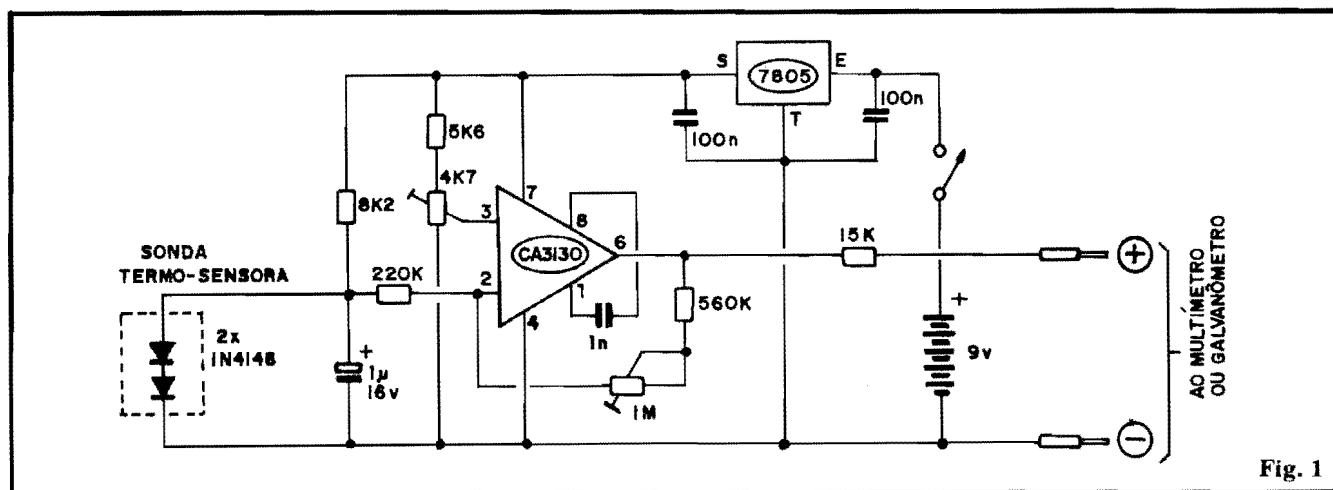 S
7805
E
T
100n
100n
5K6
4K7
8K2
3
7
8
CA3130
6
2
1
4
1n
SONDA
TERMO-SENSORA
220K
2x
1N4148
+
1µ
16v
560K
1M
15K
+
9v
+
−
AO MULTÍMETRO
OU GALVANÔMETRO
Fig. 1